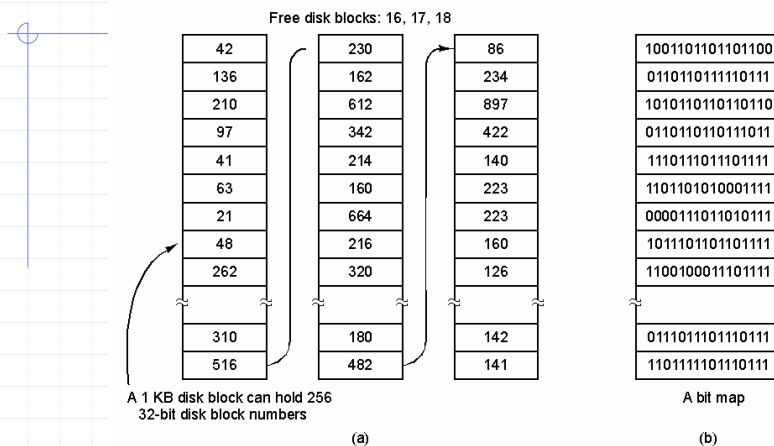 Free disk blocks: 16, 17, 18
42 230 86 1001101101101100
136 162 234 0110110111110111
210 612 897 1010110110110110
97 342 422 0110110110111011
41 214 140 1110111011101111
63 160 223 1101101010001111
21 664 223 0000111011010111
48 216 160 1011101101101111
262 320 126 1100100011101111
310 180 142 0111011101110111
516 482 141 1101111101110111
A 1 KB disk block can hold 256 A bit map
32-bit disk block numbers
(a) (b)